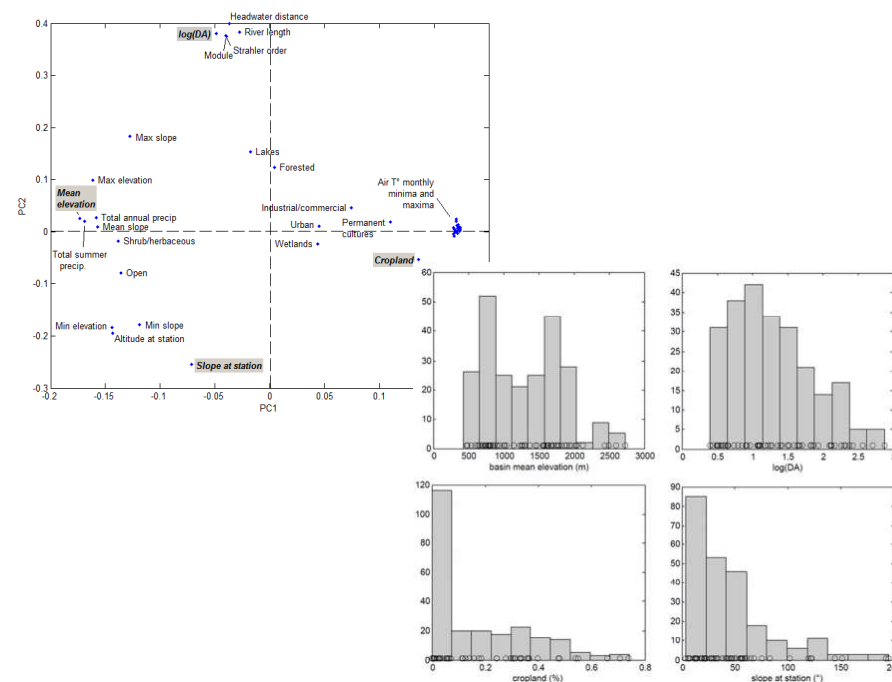 Headwater distance
0.4
log(DA)
River length
Strahler order
Module
0.3
Max slope
0.2
Lakes
Forested
Max elevation
0.1
Air T° monthly
minima and
maxima
Mean
elevation
Industrial/commercial
PC2
Total annual precip
Mean slope
Urban
Permanent
cultures
0
Shrub/herbaceous
Wetlands
Total summer
precip.
Cropland
Open
-0.1
Min elevation
Min slope
Altitude at station
-0.2
Slope at station
-0.3
-0.2
-0.15
-0.1
-0.05
0
0.05
0.1
PC1
60
50
40
30
20
10
0
0
500
1000
1500
2000
2500
3000
basin mean elevation (m)
45
40
35
30
25
20
15
10
5
0
0
0.5
1
1.5
2
2.5
log(DA)
120
100
80
60
40
20
0
0
0.2
0.4
0.6
0.8
cropland (%)
90
80
70
60
50
40
30
20
10
0
0
50
100
150
slope at station (°)